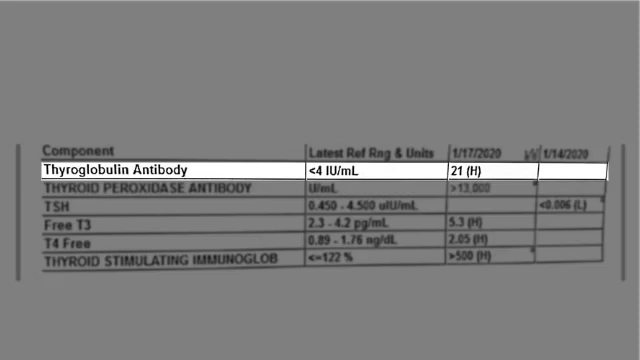 Component Latest Ref Rng & Units 1/17/2020 1/14/2020
Thyroglobulin Antibody <4 IU/mL 21 (H)
THYROID PEROXIDASE ANTIBODY U/mL >13,000
TSH 0.450 - 4.500 uIU/mL <0.006 (L)
Free T3 2.3 - 4.2 pg/mL 5.3 (H)
T4 Free 0.89 - 1.76 ng/dL 2.05 (H)
THYROID STIMULATING IMMUNOGLOB <=122 % >500 (H)